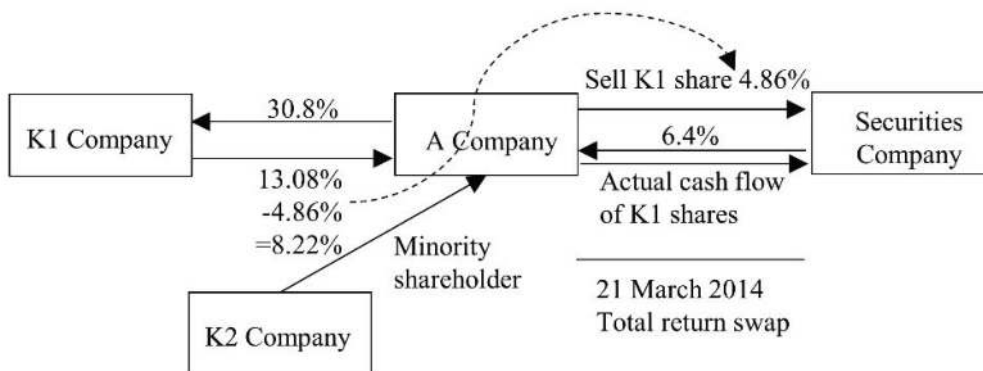 Sell K1 share 4.86%
30.8%
K1 Company
A Company
Securities
Company
6.4%
13.08%
-4.86%
=8.22%
Actual cash flow
of K1 shares
Minority
shareholder
21 March 2014
Total return swap
K2 Company